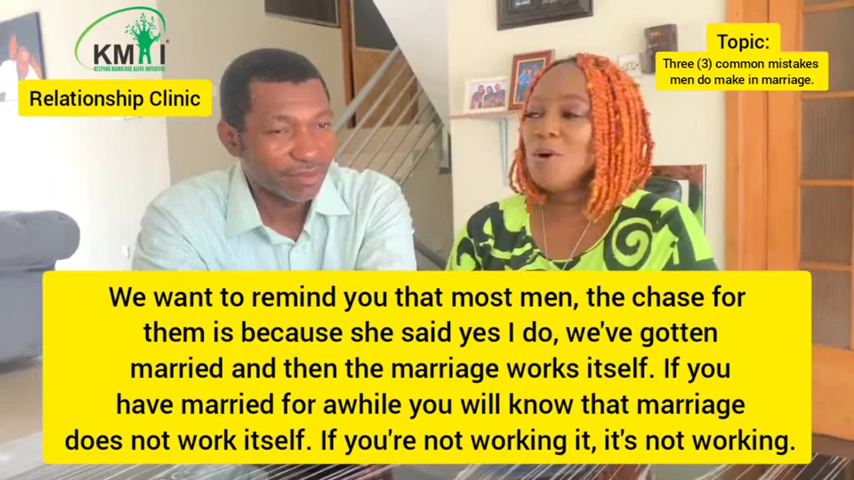 KMAI®
KEEPING MARRIAGE ALIVE INITIATIVE
Relationship Clinic
Topic:
Three (3) common mistakes
men do make in marriage.
We want to remind you that most men, the chase for
them is because she said yes I do, we've gotten
married and then the marriage works itself. If you
have married for awhile you will know that marriage
does not work itself. If you're not working it, it's not working.